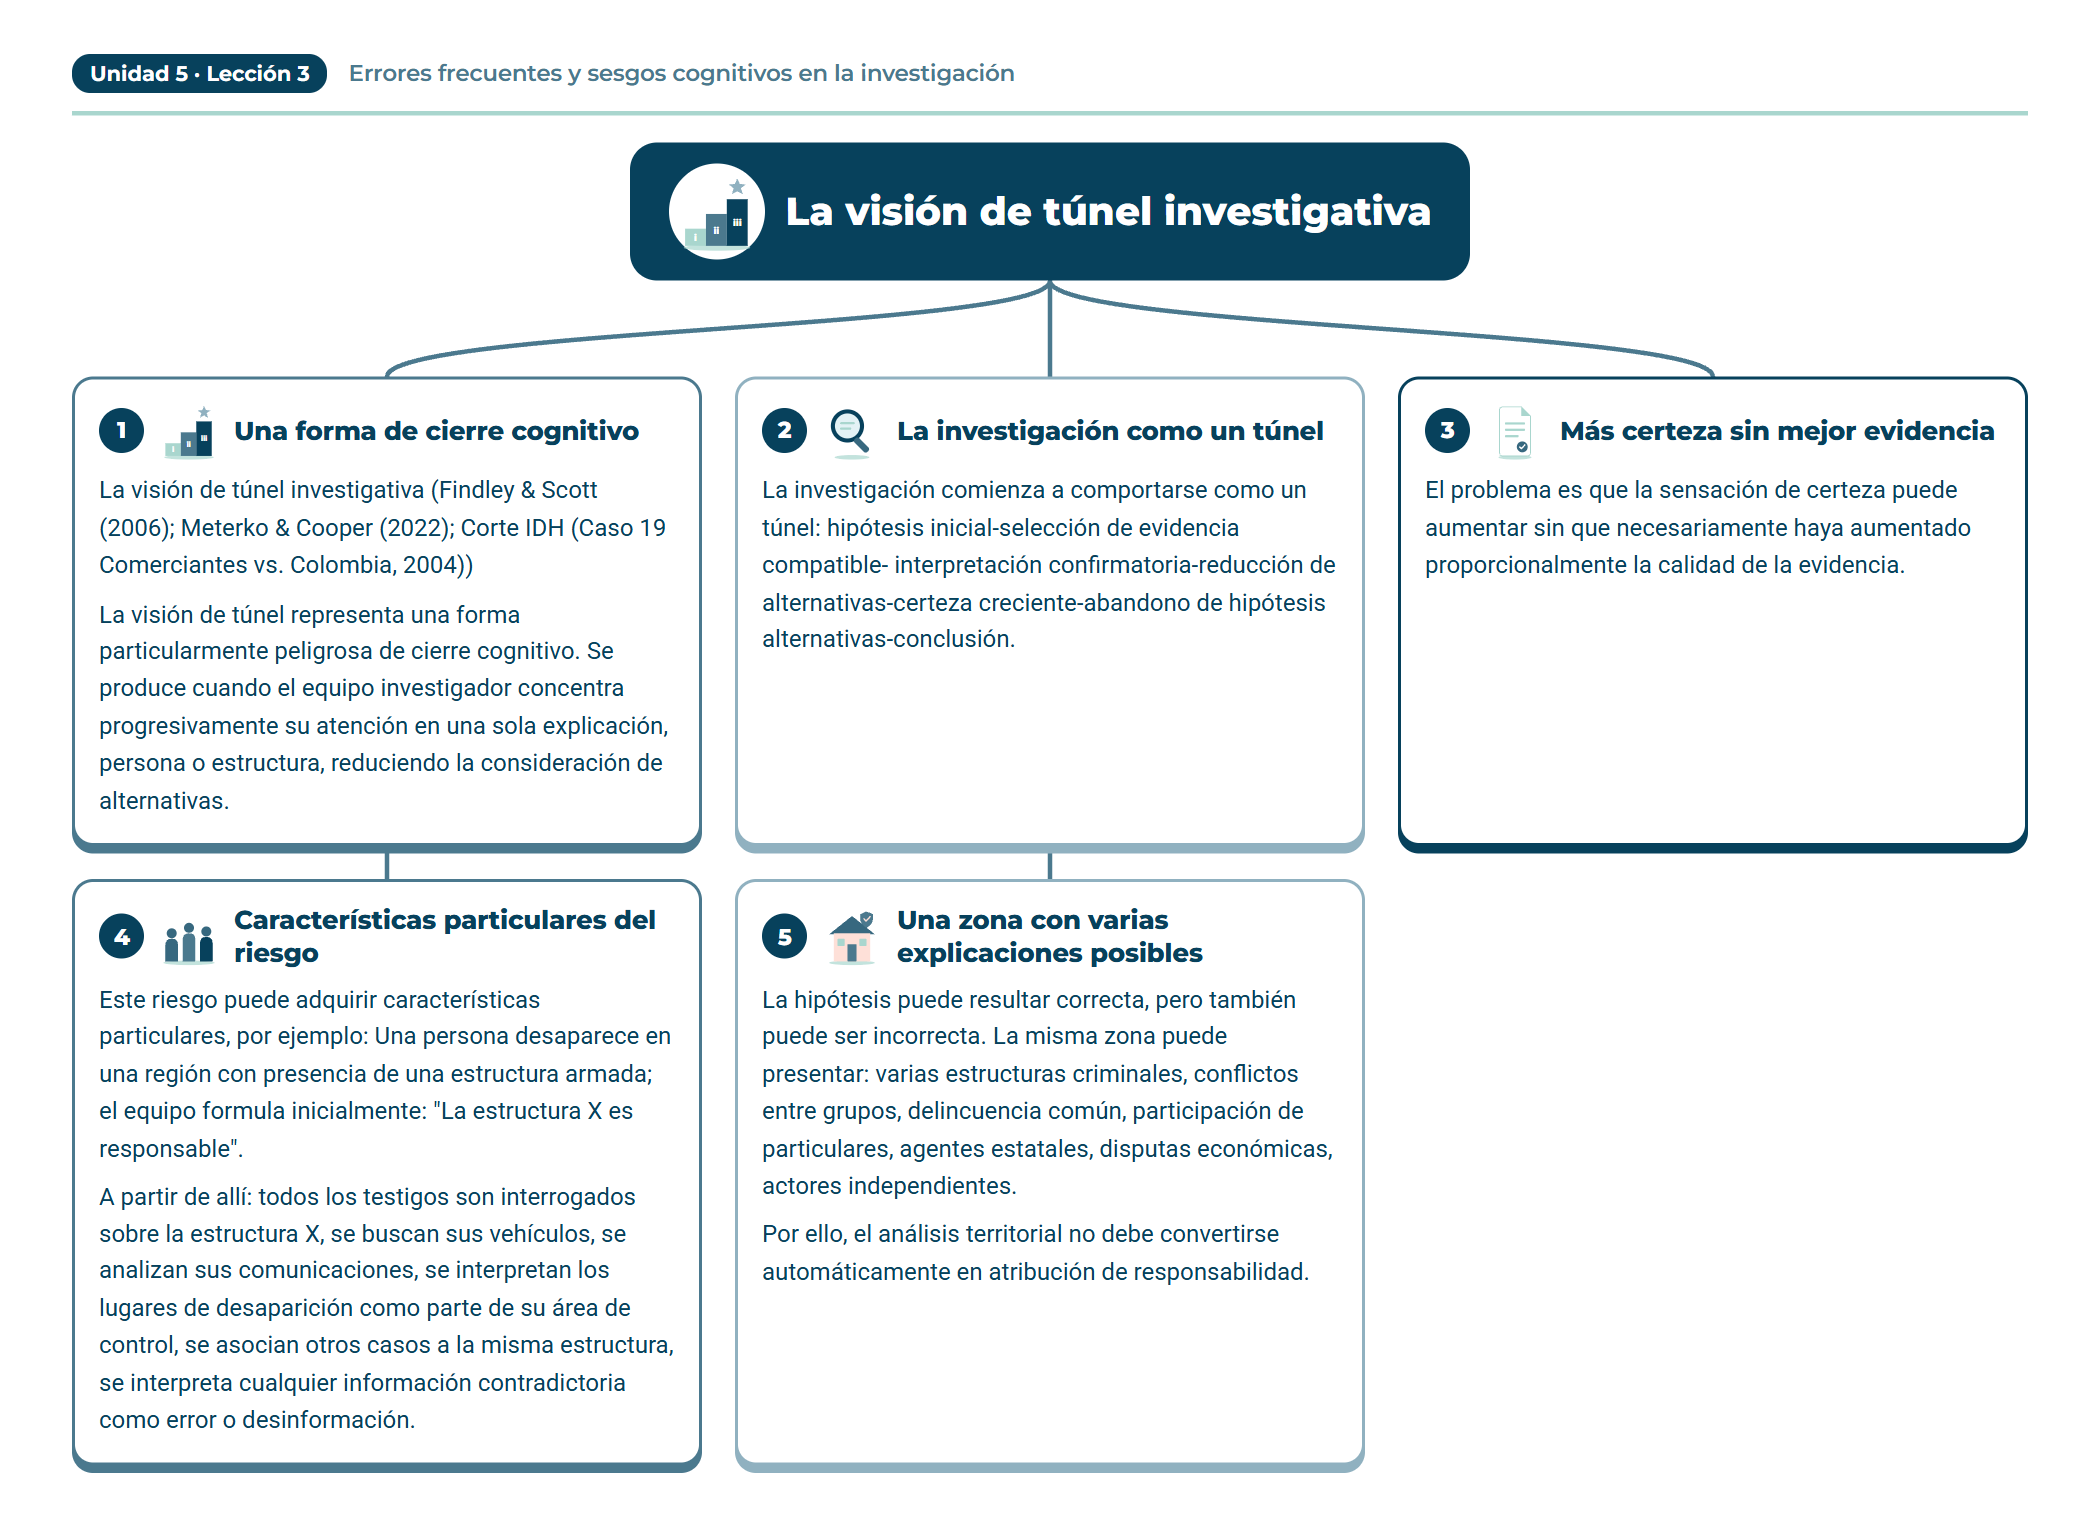 Unidad 5 · Lección 3
Errores frecuentes y sesgos cognitivos en la investigación
La visión de túnel investigativa
i
ii
iii
1
Una forma de cierre cognitivo
i
ii
iii
La visión de túnel investigativa (Findley & Scott
(2006); Meterko & Cooper (2022); Corte IDH (Caso 19
Comerciantes vs. Colombia, 2004))
La visión de túnel representa una forma
particularmente peligrosa de cierre cognitivo. Se
produce cuando el equipo investigador concentra
progresivamente su atención en una sola explicación,
persona o estructura, reduciendo la consideración de
alternativas.
2
La investigación como un túnel
La investigación comienza a comportarse como un
túnel: hipótesis inicial-selección de evidencia
compatible- interpretación confirmatoria-reducción de
alternativas-certeza creciente-abandono de hipótesis
alternativas-conclusión.
3
Más certeza sin mejor evidencia
El problema es que la sensación de certeza puede
aumentar sin que necesariamente haya aumentado
proporcionalmente la calidad de la evidencia.
4
Características particulares del
riesgo
Este riesgo puede adquirir características
particulares, por ejemplo: Una persona desaparece en
una región con presencia de una estructura armada;
el equipo formula inicialmente: "La estructura X es
responsable".
A partir de allí: todos los testigos son interrogados
sobre la estructura X, se buscan sus vehículos, se
analizan sus comunicaciones, se interpretan los
lugares de desaparición como parte de su área de
control, se asocian otros casos a la misma estructura,
se interpreta cualquier información contradictoria
como error o desinformación.
5
Una zona con varias
explicaciones posibles
La hipótesis puede resultar correcta, pero también
puede ser incorrecta. La misma zona puede
presentar: varias estructuras criminales, conflictos
entre grupos, delincuencia común, participación de
particulares, agentes estatales, disputas económicas,
actores independientes.
Por ello, el análisis territorial no debe convertirse
automáticamente en atribución de responsabilidad.